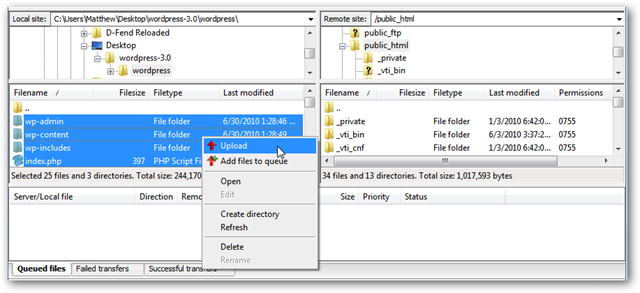 Local site: C:\Users\Matthew\Desktop\wordpress-3.0\wordpress\
Remote site: /public_html
D-Fend Reloaded
Desktop
wordpress-3.0
wordpress
public_ftp
public_html
_private
_vti_bin
Filename / Filesize Filetype Last modified
..
wp-admin File folder 6/30/2010 1:28:46 ...
wp-content File folder 6/30/2010 1:28:49
wp-includes File folder
index.php 397 PHP Script Fi
Selected 25 files and 3 directories. Total size: 244,170
Filename / Filesize Filetype Last modified Permissions
..
_private File folder 1/3/2010 6:42:0... 0755
_vti_bin File folder 6/3/2010 3:37:2... 0755
_vti_cnf File folder 1/3/2010 6:42:0... 0755
34 files and 13 directories. Total size: 1,017,593 bytes
Upload
Add files to queue
Open
Edit
Create directory
Refresh
Delete
Rename
Server/Local file Direction Remo Size Priority Status
Queued files Failed transfers Successful transfers